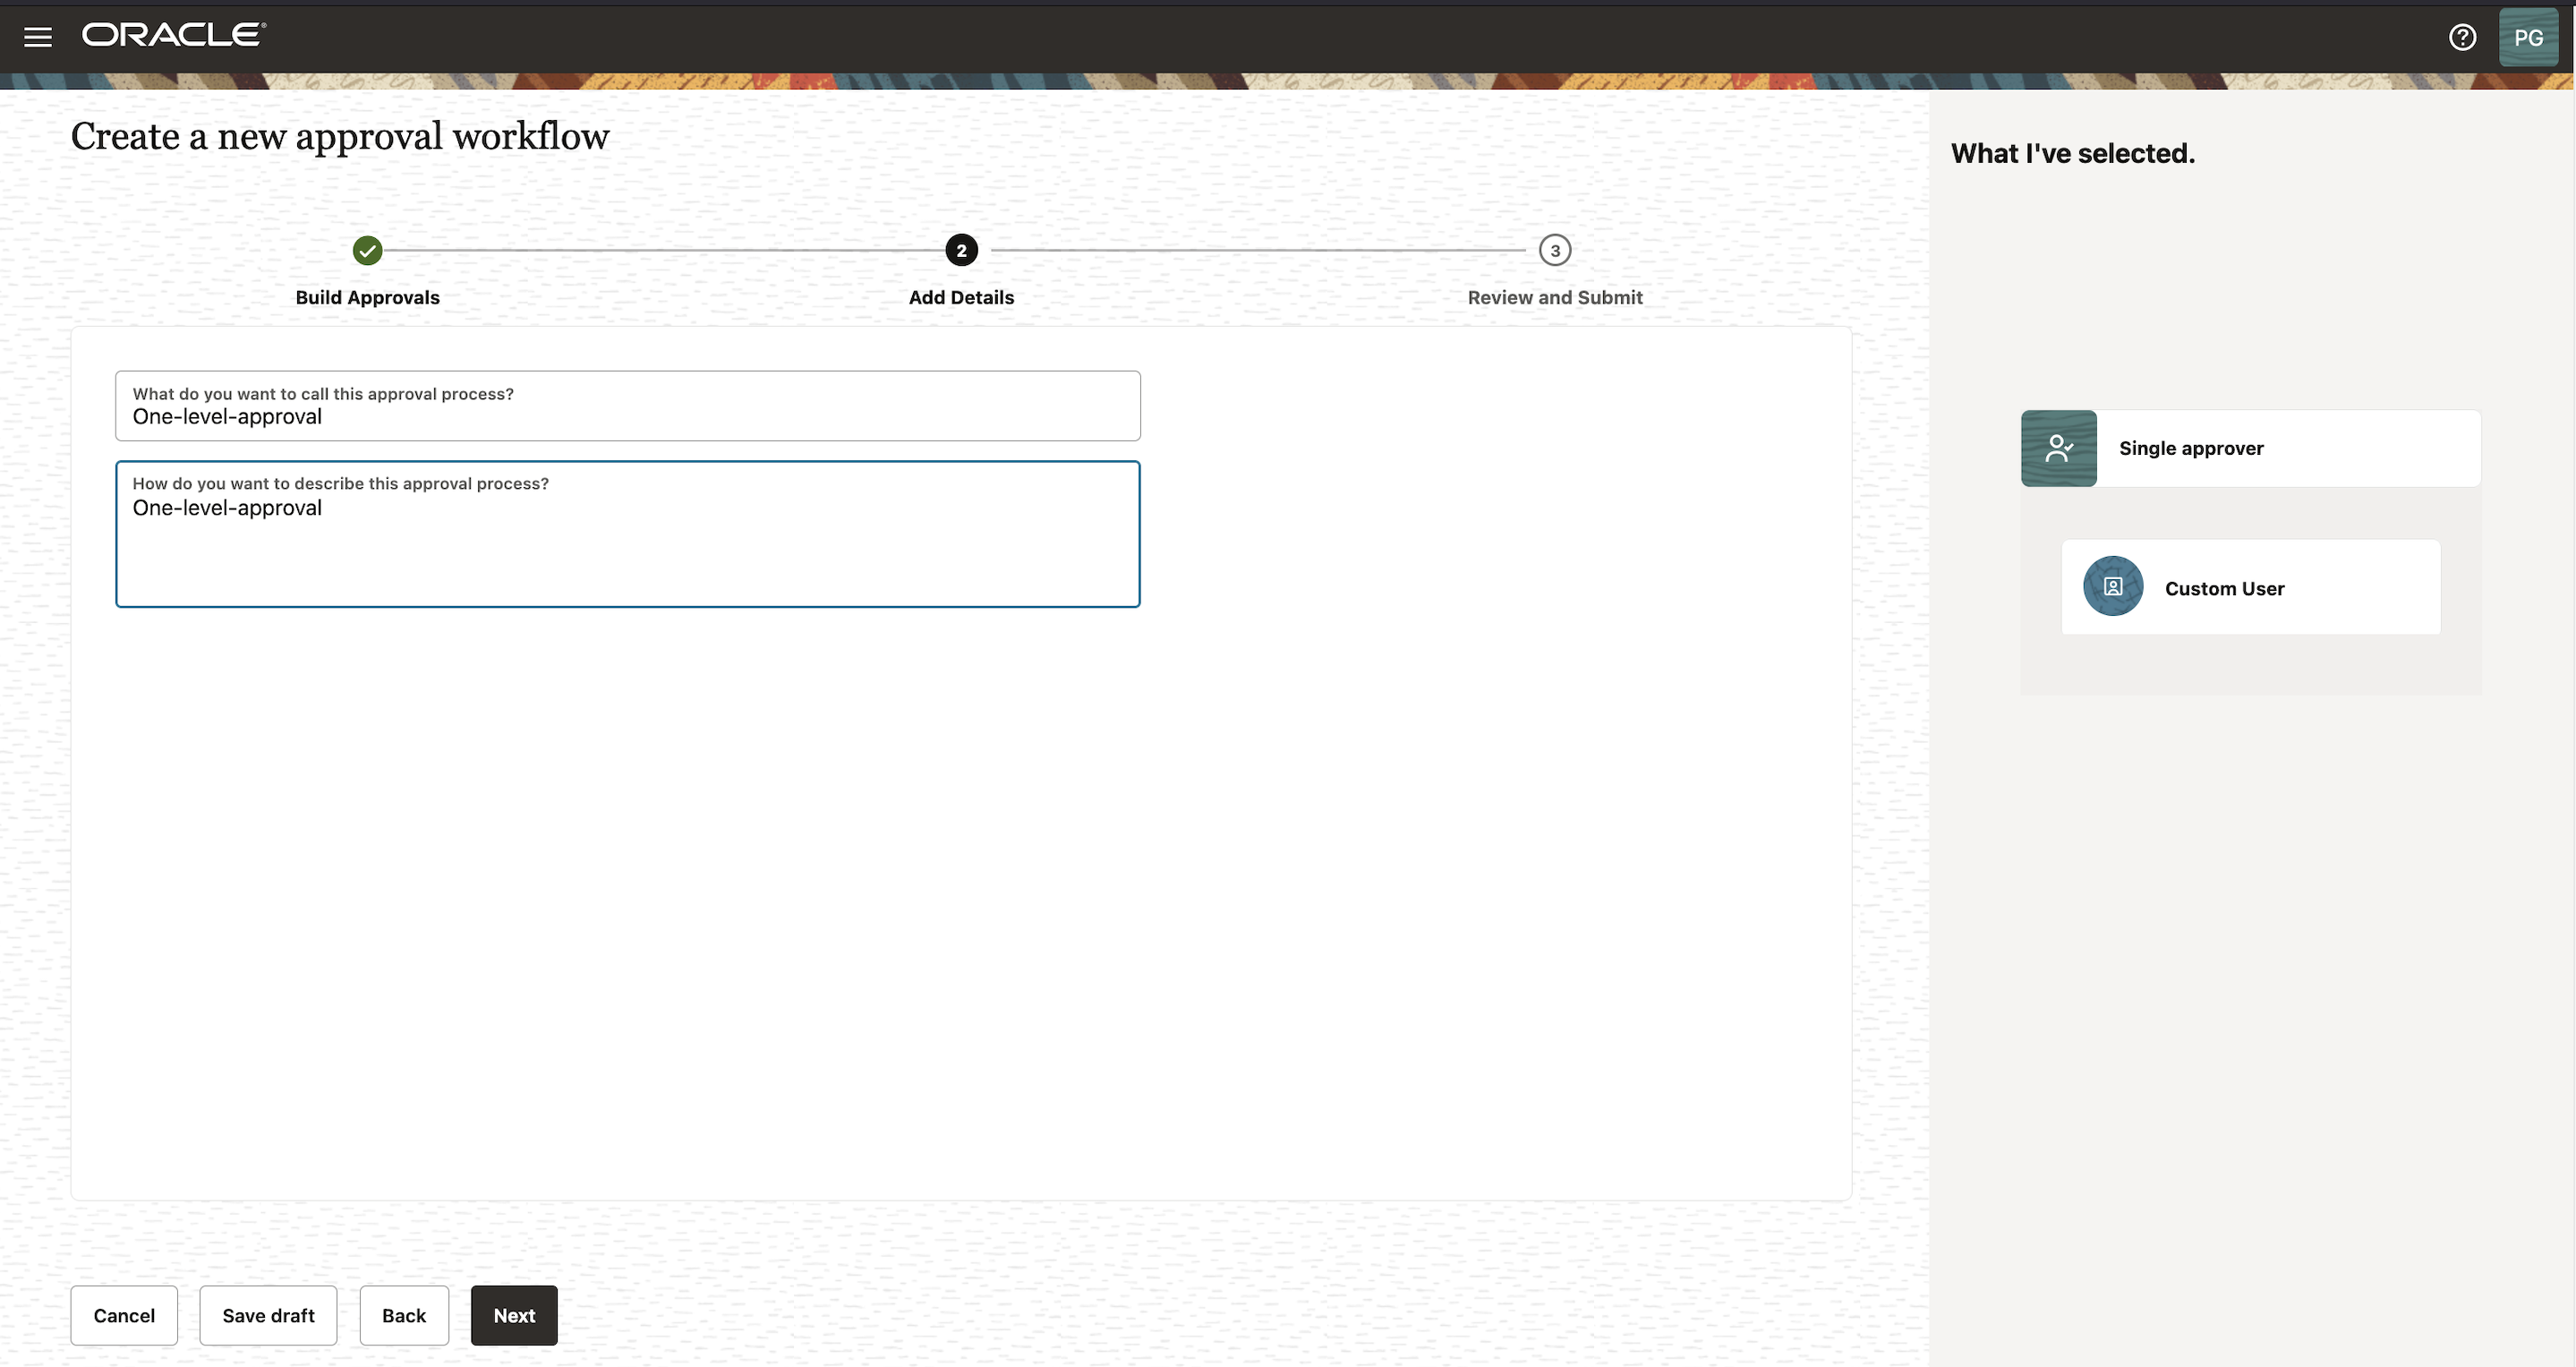 ORACLE
PG
Create a new approval workflow
What I've selected.
2
3
Build Approvals
Add Details
Review and Submit
What do you want to call this approval process?
One-level-approval
How do you want to describe this approval process?
One-level-approval
Single approver
Custom User
Cancel
Save draft
Back
Next